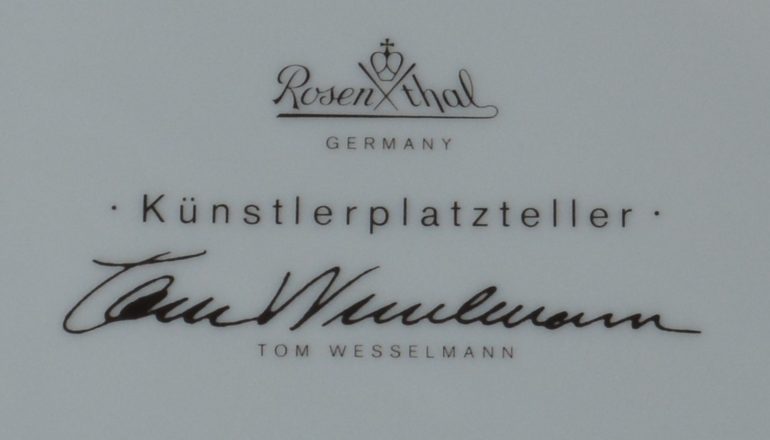 Rosenthal
GERMANY
· Künstlerplatzteller ·
Tom Wesselmann
TOM WESSELMANN